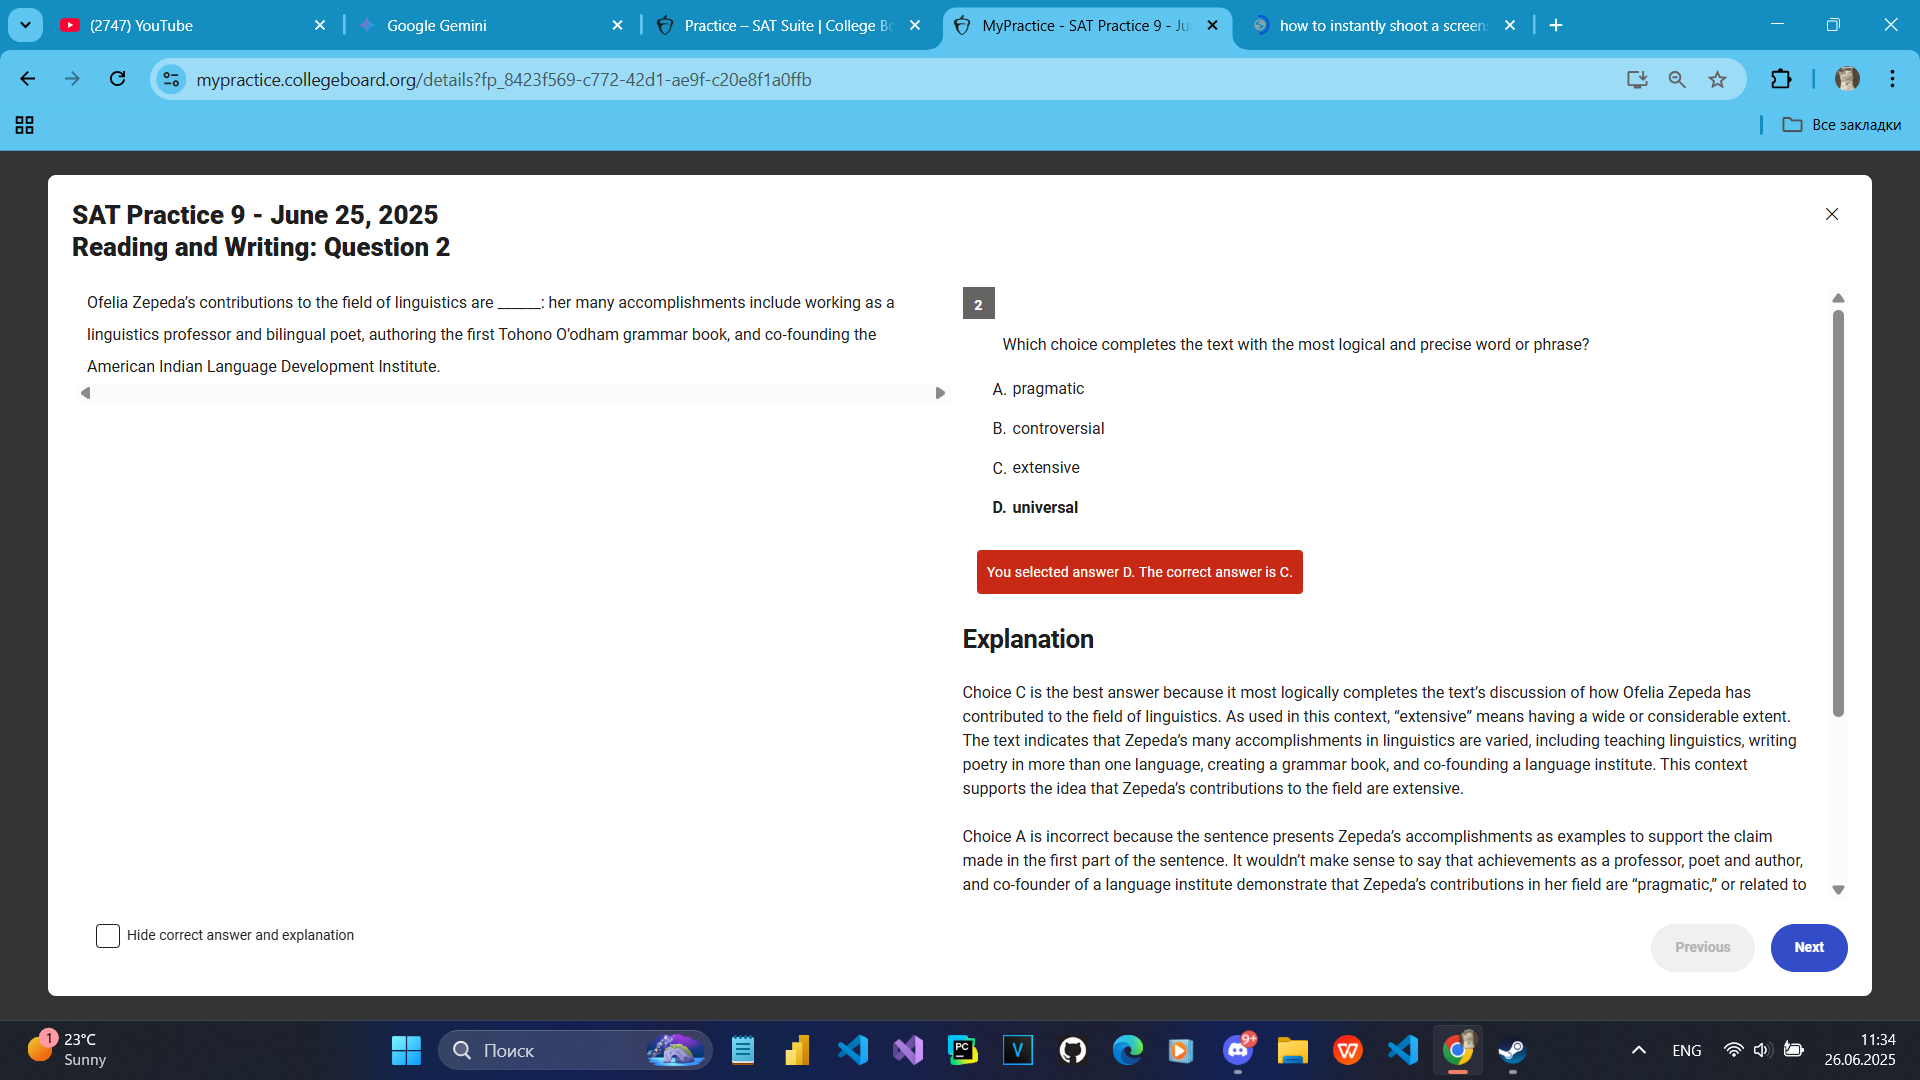 (2747) YouTube
Google Gemini
Practice – SAT Suite | College Bo
MyPractice - SAT Practice 9 - Ju
how to instantly shoot a screens
mypractice.collegeboard.org/details?fp_8423f569-c772-42d1-ae9f-c20e8f1a0ffb
Все закладки
SAT Practice 9 - June 25, 2025
Reading and Writing: Question 2
Ofelia Zepeda’s contributions to the field of linguistics are ______: her many accomplishments include working as a
linguistics professor and bilingual poet, authoring the first Tohono O’odham grammar book, and co-founding the
American Indian Language Development Institute.
2
Which choice completes the text with the most logical and precise word or phrase?
A. pragmatic
B. controversial
C. extensive
D. universal
You selected answer D. The correct answer is C.
Explanation
Choice C is the best answer because it most logically completes the text’s discussion of how Ofelia Zepeda has
contributed to the field of linguistics. As used in this context, “extensive” means having a wide or considerable extent.
The text indicates that Zepeda’s many accomplishments in linguistics are varied, including teaching linguistics, writing
poetry in more than one language, creating a grammar book, and co-founding a language institute. This context
supports the idea that Zepeda’s contributions to the field are extensive.
Choice A is incorrect because the sentence presents Zepeda’s accomplishments as examples to support the claim
made in the first part of the sentence. It wouldn’t make sense to say that achievements as a professor, poet and author,
and co-founder of a language institute demonstrate that Zepeda’s contributions in her field are “pragmatic,” or related to
Hide correct answer and explanation
Previous
Next
1
23°C
Sunny
Поиск
PC
V
9+
W
ENG
11:34
26.06.2025